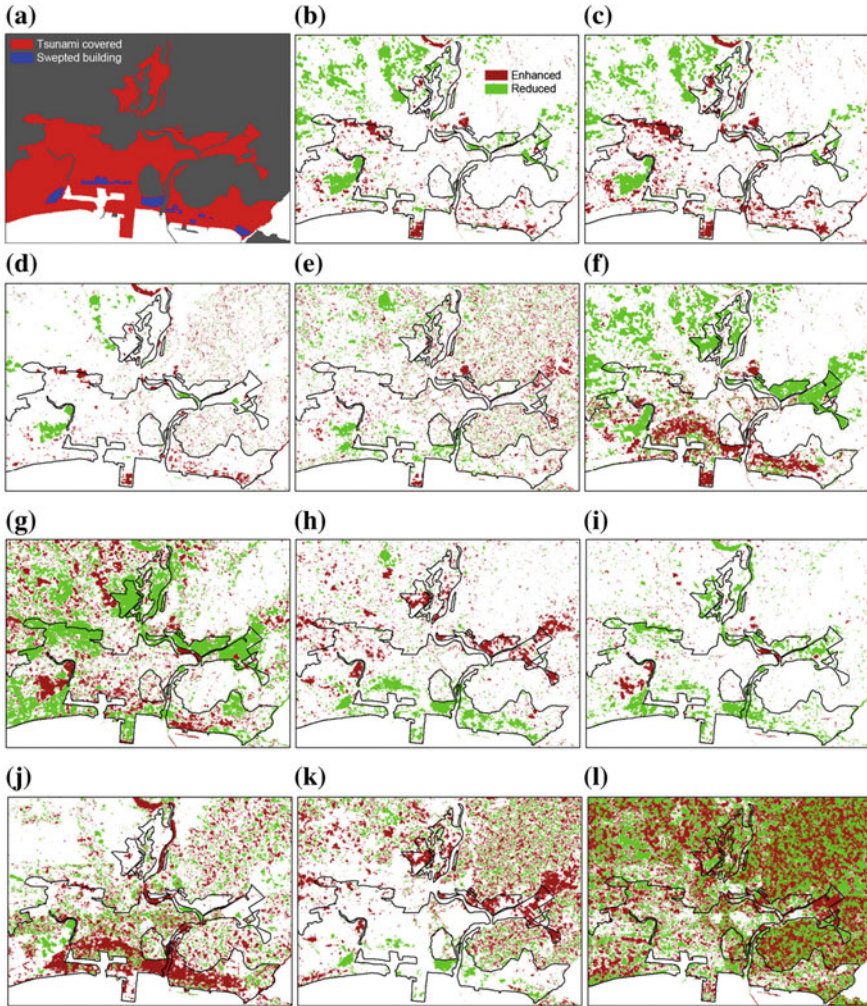 (a)
(b)
(c)
Tsunami covered
Swepted building
Enhanced
Reduced
(d)
(e)
(f)
(g)
(h)
(i)
(j)
(k)
(l)